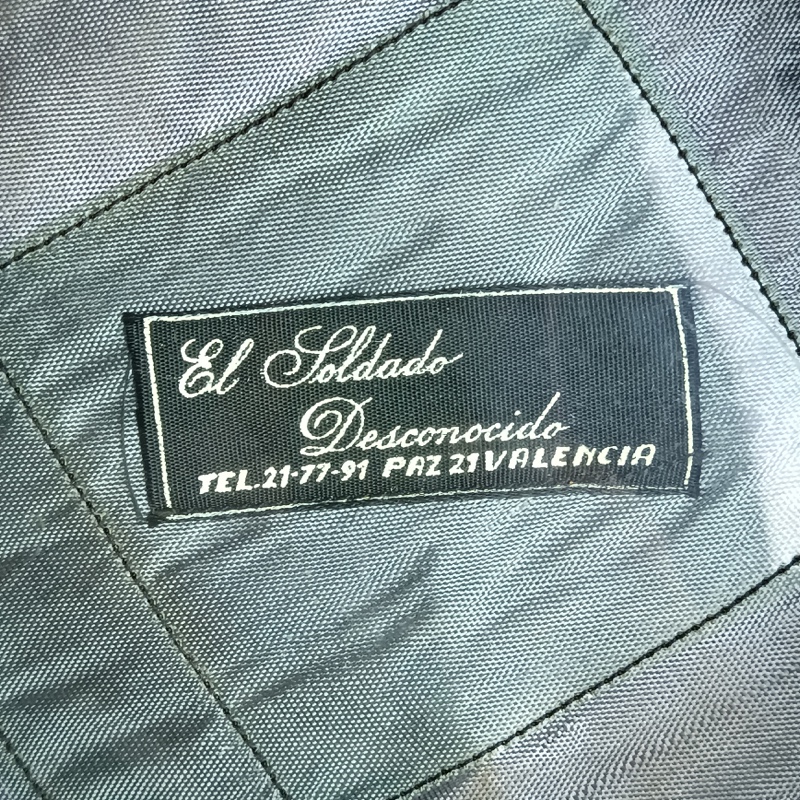 El Soldado
Desconocido
TEL.21-77-91 PAZ 21 VALENCIA